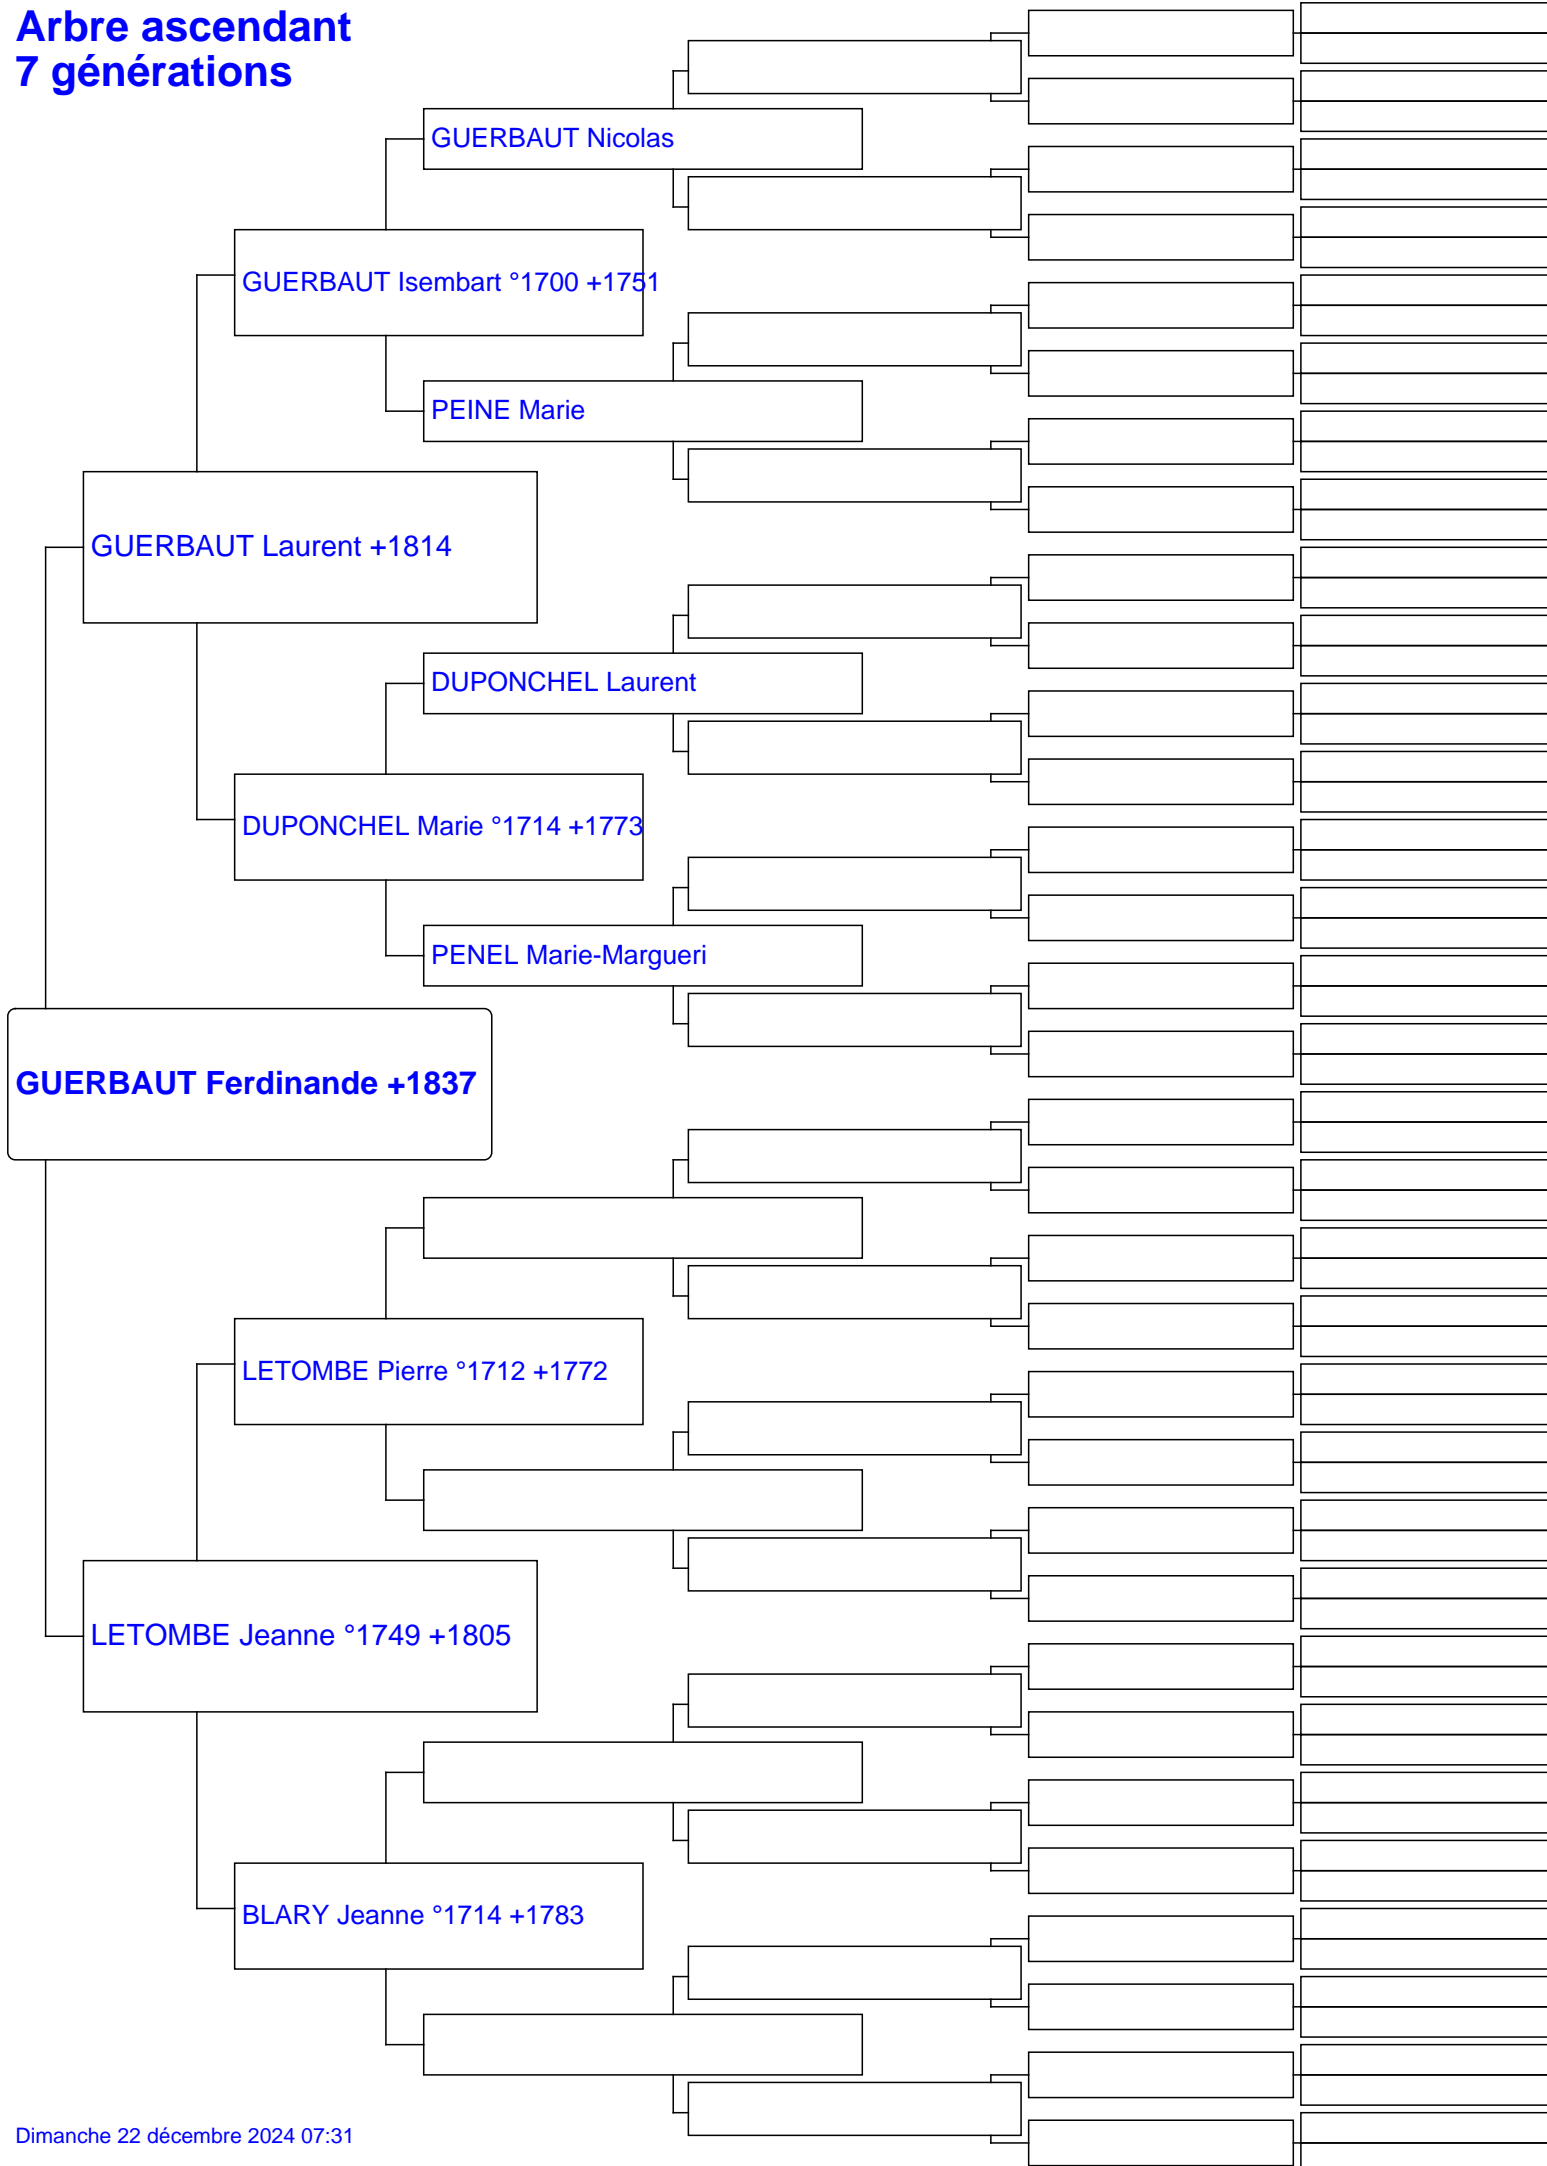 Arbre ascendant
7 générations
GUERBAUT Nicolas
GUERBAUT Isembart °1700 +1751
PEINE Marie
GUERBAUT Laurent +1814
DUPONCHEL Laurent
DUPONCHEL Marie °1714 +1773
PENEL Marie-Margueri
GUERBAUT Ferdinande +1837
LETOMBE Pierre °1712 +1772
LETOMBE Jeanne °1749 +1805
BLARY Jeanne °1714 +1783
Dimanche 22 décembre 2024 07:31